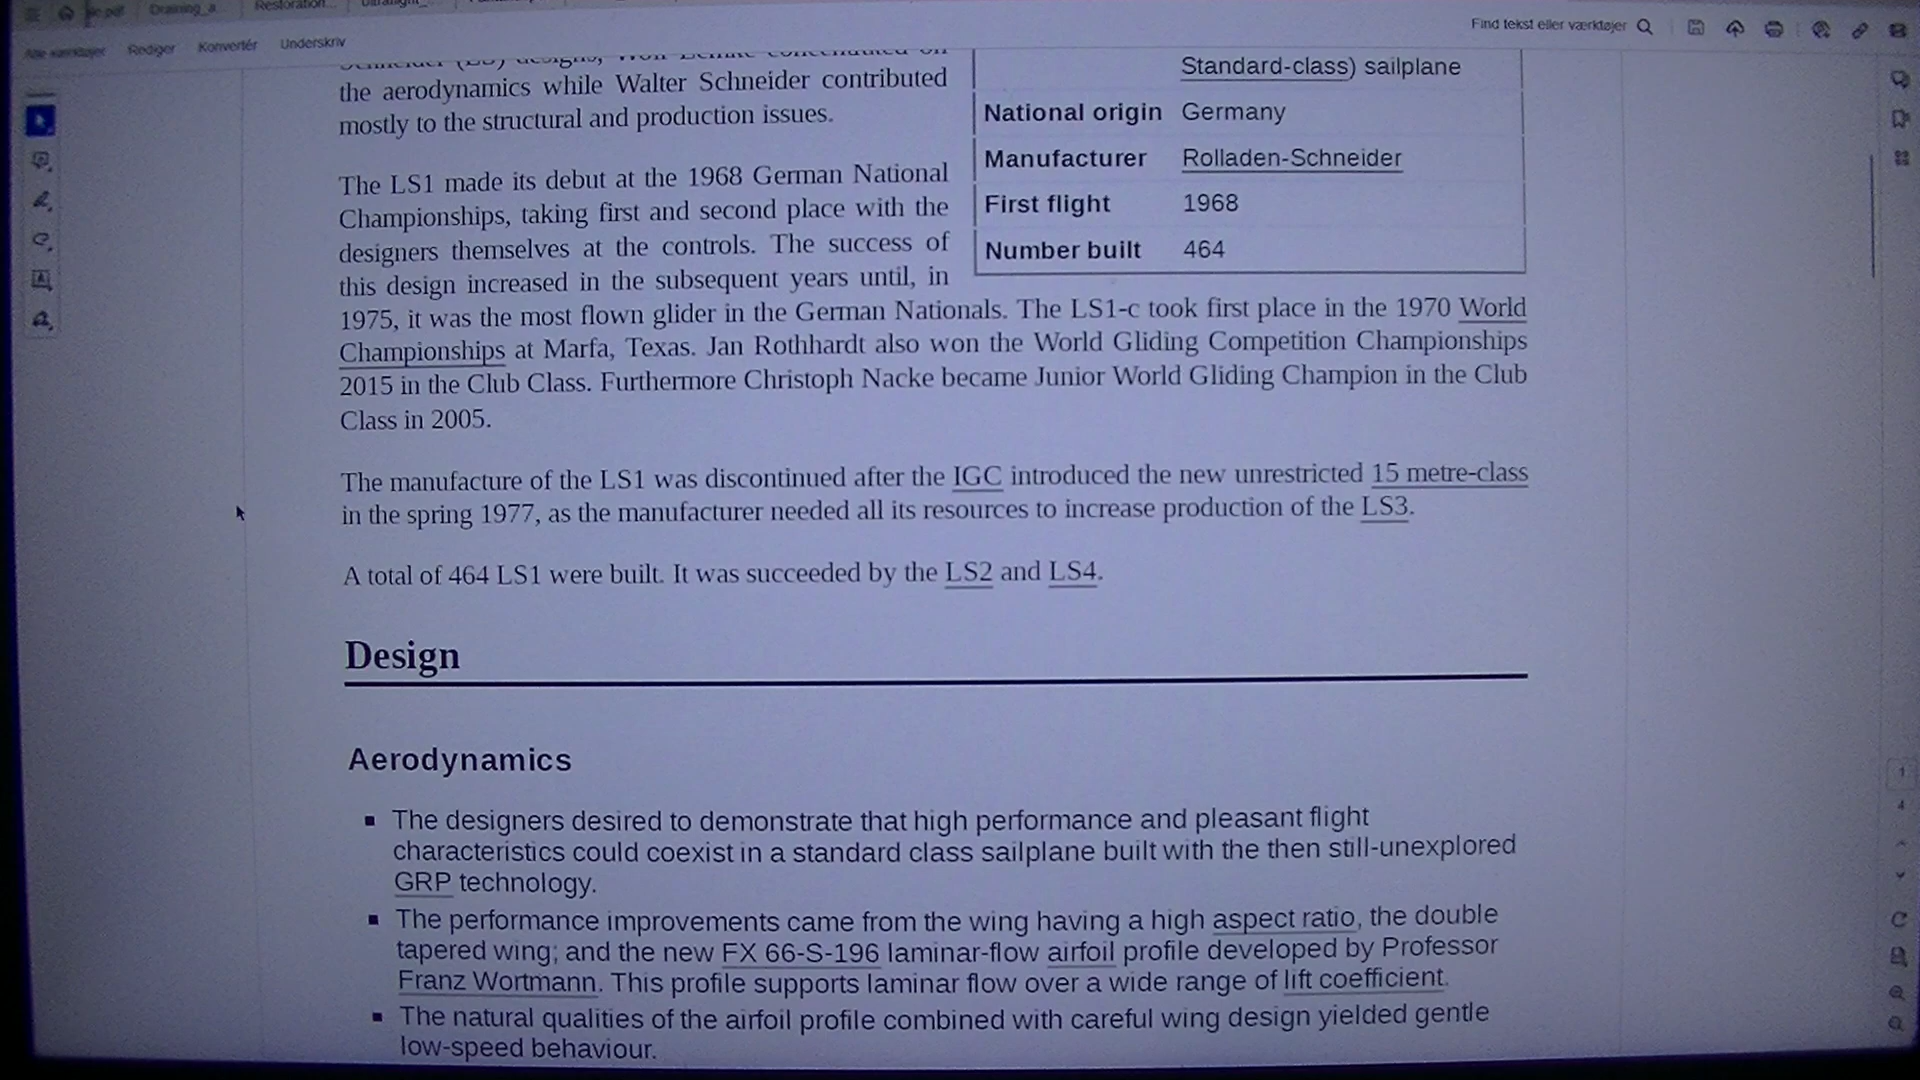 Restoration...
Alle værktøjer Rediger Konvertér Underskriv
Find tekst eller værktøjer
the aerodynamics while Walter Schneider contributed
mostly to the structural and production issues.
Standard-class) sailplane
National origin Germany
Manufacturer Rolladen-Schneider
First flight 1968
Number built 464
The LS1 made its debut at the 1968 German National
Championships, taking first and second place with the
designers themselves at the controls. The success of
this design increased in the subsequent years until, in
1975, it was the most flown glider in the German Nationals. The LS1-c took first place in the 1970 World
Championships at Marfa, Texas. Jan Rothhardt also won the World Gliding Competition Championships
2015 in the Club Class. Furthermore Christoph Nacke became Junior World Gliding Champion in the Club
Class in 2005.
The manufacture of the LS1 was discontinued after the IGC introduced the new unrestricted 15 metre-class
in the spring 1977, as the manufacturer needed all its resources to increase production of the LS3.
A total of 464 LS1 were built. It was succeeded by the LS2 and LS4.
Design
Aerodynamics
▪ The designers desired to demonstrate that high performance and pleasant flight
characteristics could coexist in a standard class sailplane built with the then still-unexplored
GRP technology.
▪ The performance improvements came from the wing having a high aspect ratio, the double
tapered wing; and the new FX 66-S-196 laminar-flow airfoil profile developed by Professor
Franz Wortmann. This profile supports laminar flow over a wide range of lift coefficient.
▪ The natural qualities of the airfoil profile combined with careful wing design yielded gentle
low-speed behaviour.
1
4